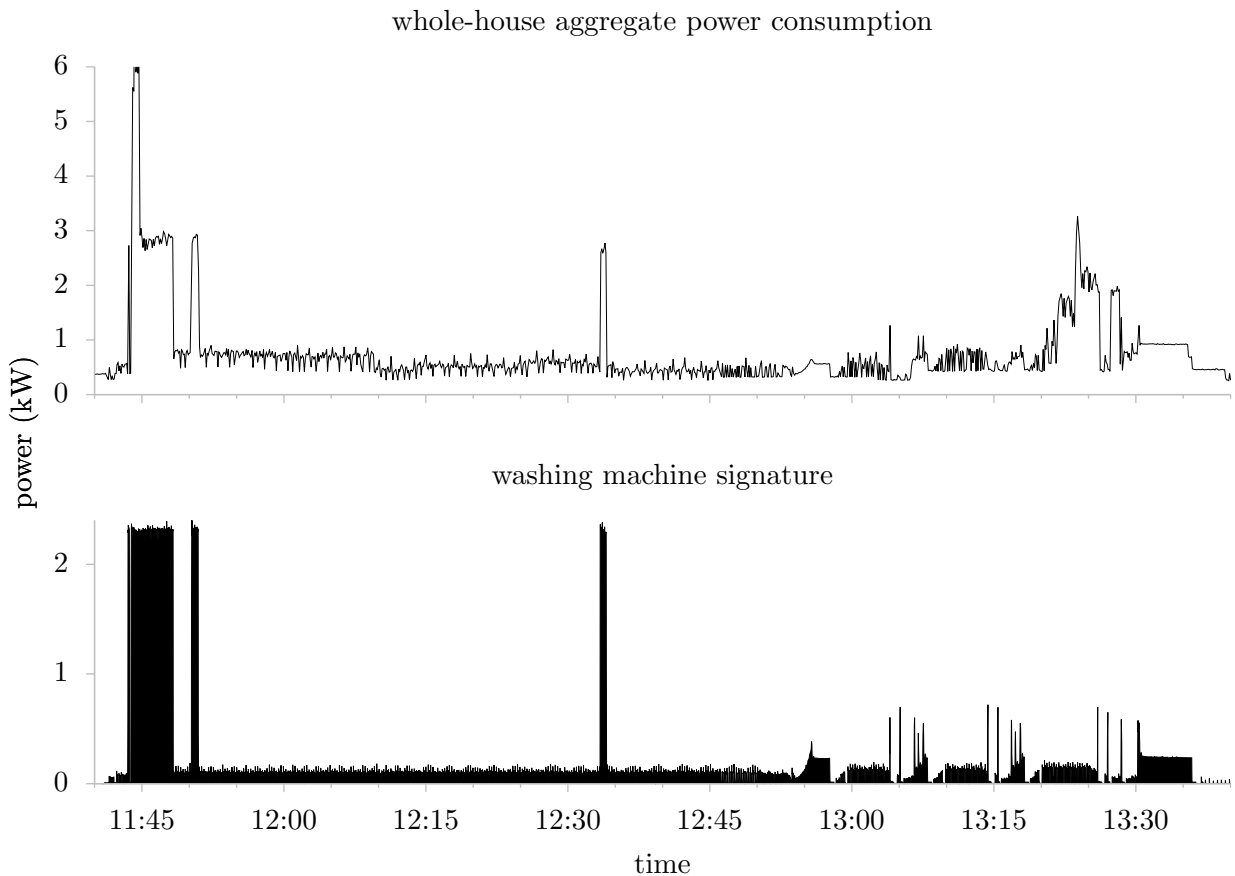 whole-house aggregate power consumption
6
5
4
3
2
1
0
power (kW)
washing machine signature
2
1
0
11:45 12:00 12:15 12:30 12:45 13:00 13:15 13:30
time